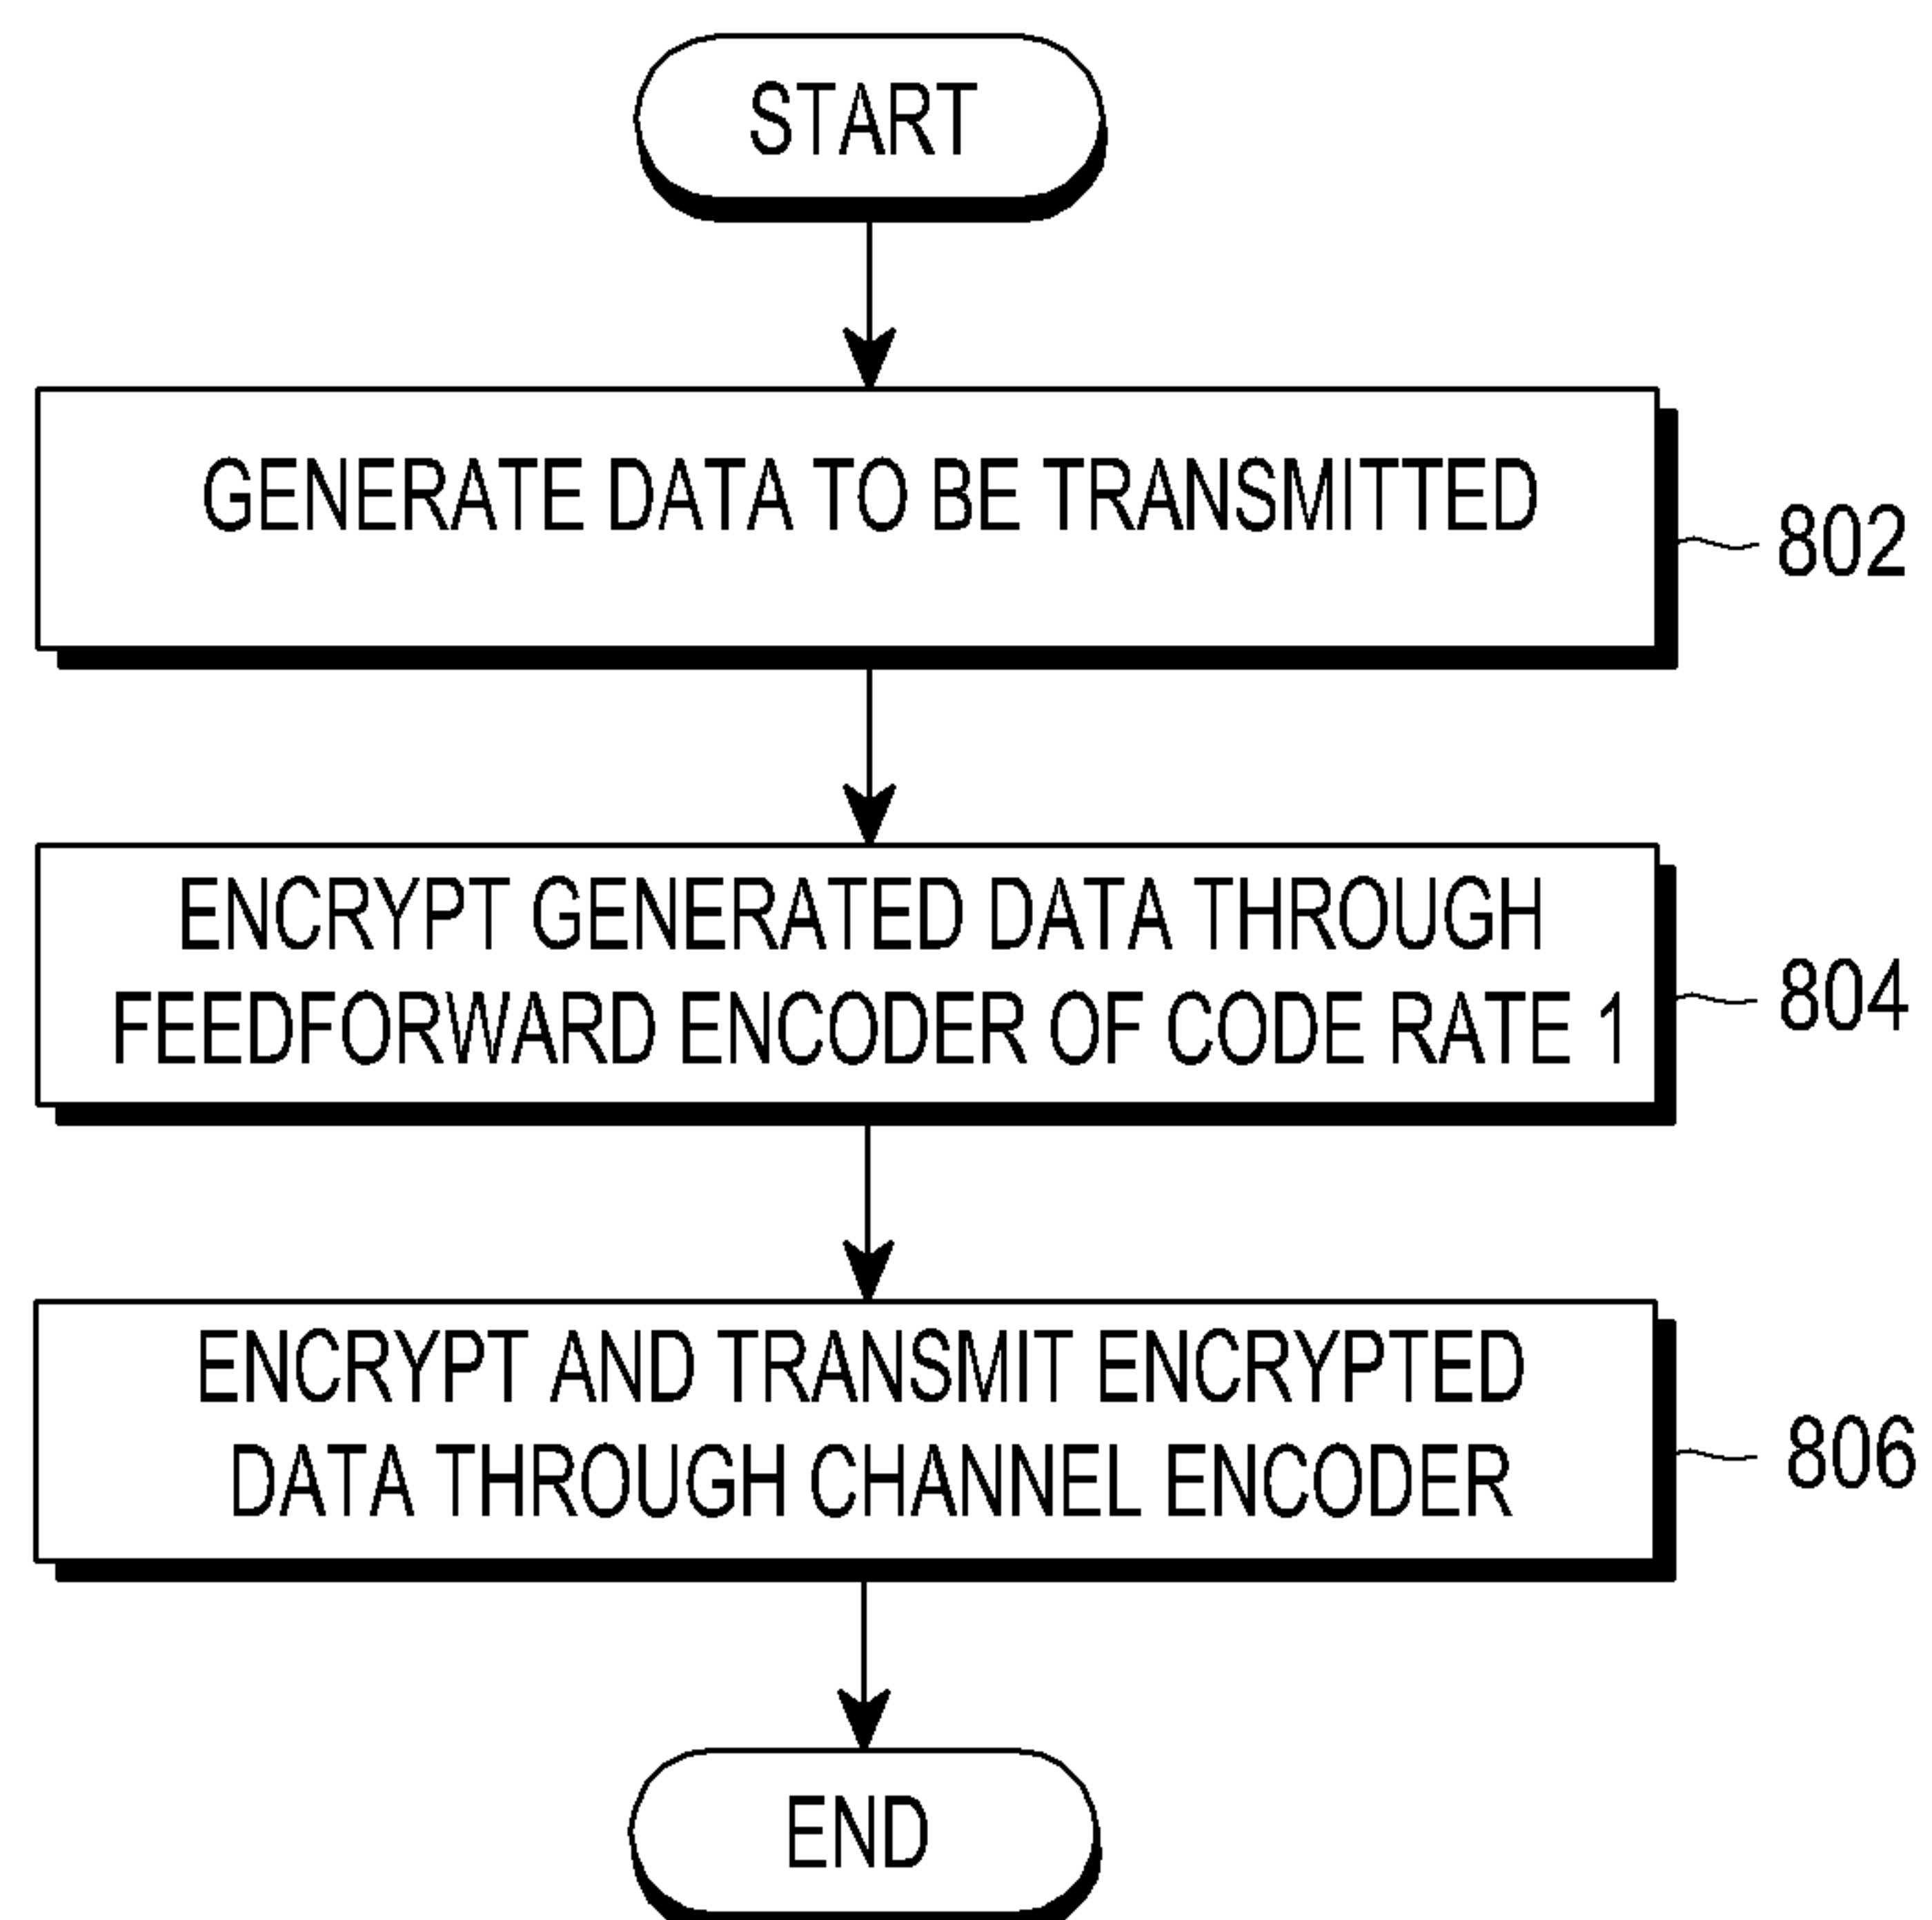 START
GENERATE DATA TO BE TRANSMITTED
802
ENCRYPT GENERATED DATA THROUGH
FEEDFORWARD ENCODER OF CODE RATE 1
804
ENCRYPT AND TRANSMIT ENCRYPTED
DATA THROUGH CHANNEL ENCODER
806
END